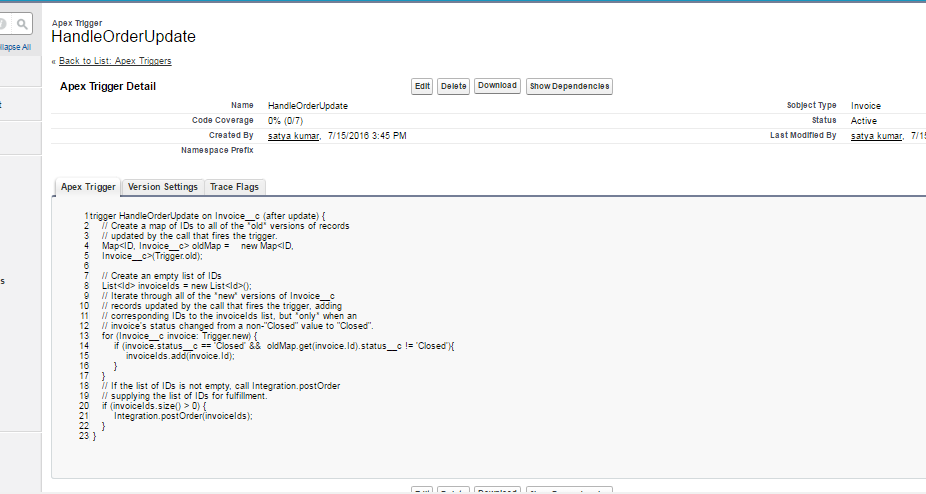 Apex Trigger
HandleOrderUpdate
llapse All
« Back to List: Apex Triggers
Apex Trigger Detail
Edit Delete Download Show Dependencies
Name HandleOrderUpdate Sobject Type Invoice
Code Coverage 0% (0/7) Status Active
Created By satya kumar, 7/15/2016 3:45 PM Last Modified By satya kumar, 7/1
Namespace Prefix
Apex Trigger Version Settings Trace Flags
1 trigger HandleOrderUpdate on Invoice__c (after update) {
2 // Create a map of IDs to all of the *old* versions of records
3 // updated by the call that fires the trigger.
4 Map<ID, Invoice__c> oldMap = new Map<ID,
5 Invoice__c>(Trigger.old);
6
7 // Create an empty list of IDs
8 List<Id> invoiceIds = new List<Id>();
9 // Iterate through all of the *new* versions of Invoice__c
10 // records updated by the call that fires the trigger, adding
11 // corresponding IDs to the invoiceIds list, but *only* when an
12 // invoice's status changed from a non-"Closed" value to "Closed".
13 for (Invoice__c invoice: Trigger.new) {
14 if (invoice.status__c == 'Closed' && oldMap.get(invoice.Id).status__c != 'Closed'){
15 invoiceIds.add(invoice.Id);
16 }
17 }
18 // If the list of IDs is not empty, call Integration.postOrder
19 // supplying the list of IDs for fulfillment.
20 if (invoiceIds.size() > 0) {
21 Integration.postOrder(invoiceIds);
22 }
23 }